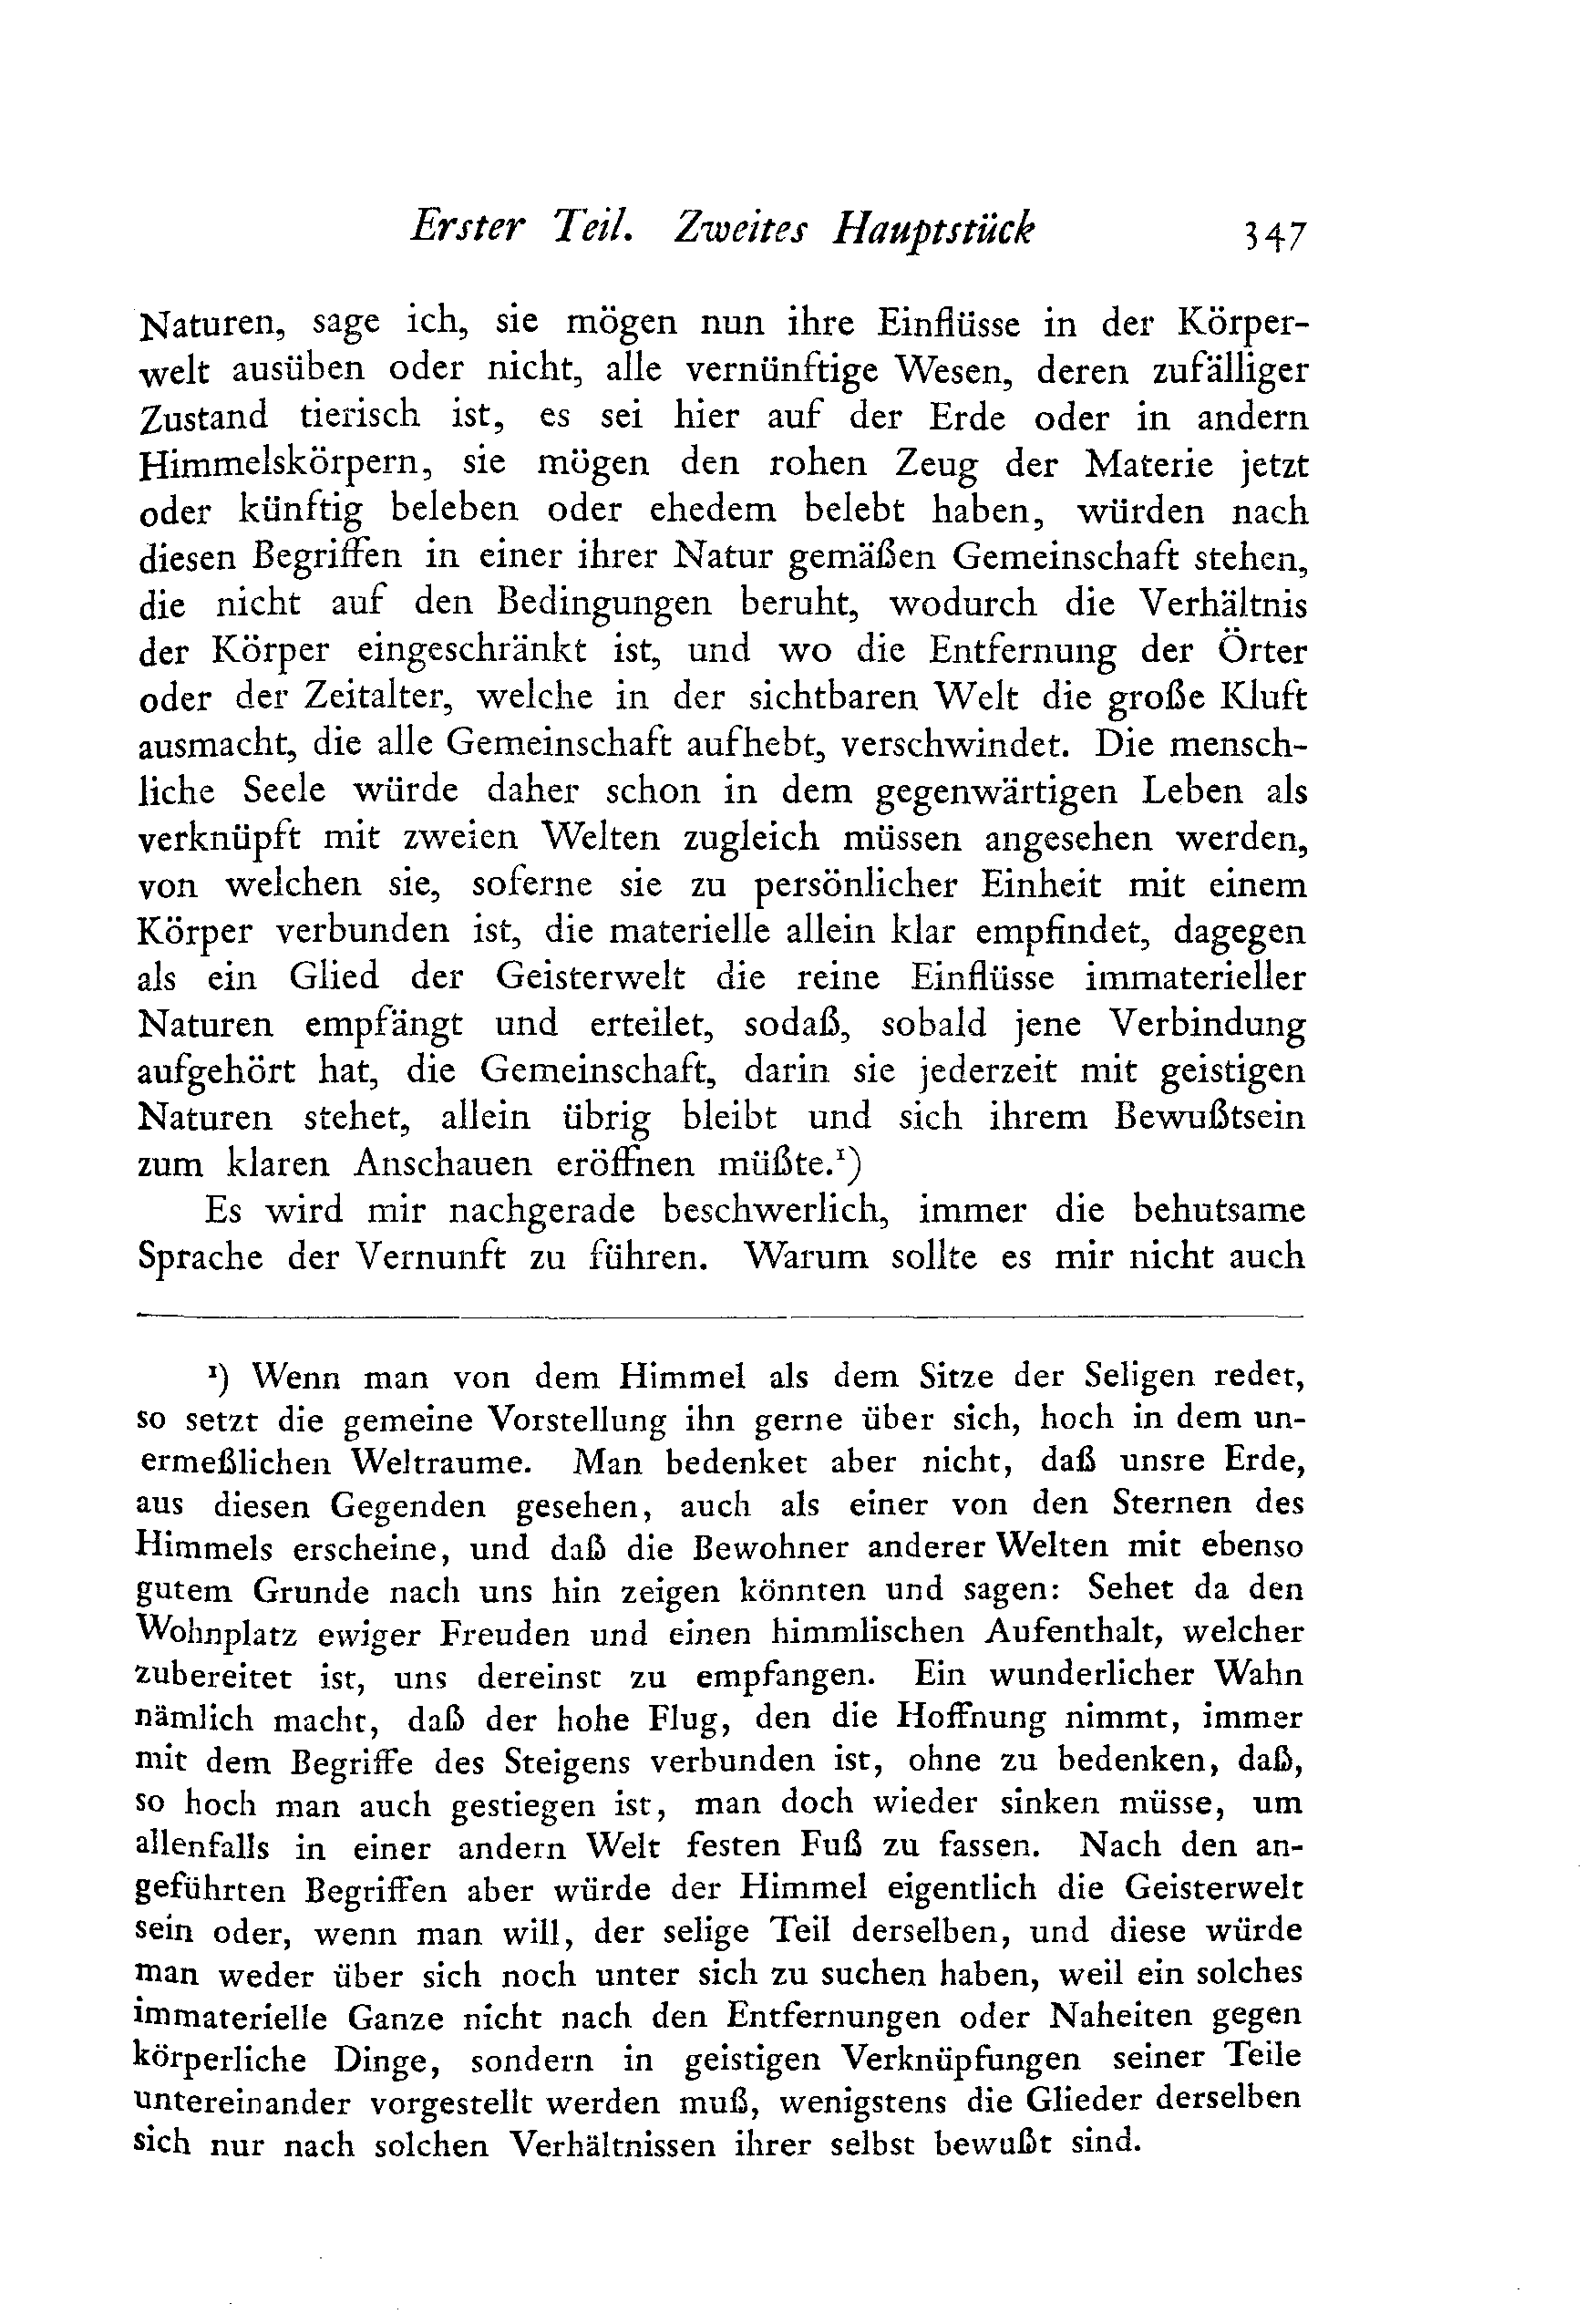 Erster Teil. Zweites Hauptstück 347
Naturen, sage ich, sie mögen nun ihre Einflüsse in der Körper-
welt ausüben oder nicht, alle vernünftige Wesen, deren zufälliger
Zustand tierisch ist, es sei hier auf der Erde oder in andern
Himmelskörpern, sie mögen den rohen Zeug der Materie jetzt
oder künftig beleben oder ehedem belebt haben, würden nach
diesen Begriffen in einer ihrer Natur gemäßen Gemeinschaft stehen,
die nicht auf den Bedingungen beruht, wodurch die Verhältnis
der Körper eingeschränkt ist, und wo die Entfernung der Örter
oder der Zeitalter, welche in der sichtbaren Welt die große Kluft
ausmacht, die alle Gemeinschaft aufhebt, verschwindet. Die mensch-
liche Seele würde daher schon in dem gegenwärtigen Leben als
verknüpft mit zweien Welten zugleich müssen angesehen werden,
von welchen sie, soferne sie zu persönlicher Einheit mit einem
Körper verbunden ist, die materielle allein klar empfindet, dagegen
als ein Glied der Geisterwelt die reine Einflüsse immaterieller
Naturen empfängt und erteilet, sodaß, sobald jene Verbindung
aufgehört hat, die Gemeinschaft, darin sie jederzeit mit geistigen
Naturen stehet, allein übrig bleibt und sich ihrem Bewußtsein
zum klaren Anschauen eröffnen müßte.¹)
Es wird mir nachgerade beschwerlich, immer die behutsame
Sprache der Vernunft zu führen. Warum sollte es mir nicht auch
¹) Wenn man von dem Himmel als dem Sitze der Seligen redet,
so setzt die gemeine Vorstellung ihn gerne über sich, hoch in dem un-
ermeßlichen Weltraume. Man bedenket aber nicht, daß unsre Erde,
aus diesen Gegenden gesehen, auch als einer von den Sternen des
Himmels erscheine, und daß die Bewohner anderer Welten mit ebenso
gutem Grunde nach uns hin zeigen könnten und sagen: Sehet da den
Wohnplatz ewiger Freuden und einen himmlischen Aufenthalt, welcher
zubereitet ist, uns dereinst zu empfangen. Ein wunderlicher Wahn
nämlich macht, daß der hohe Flug, den die Hoffnung nimmt, immer
mit dem Begriffe des Steigens verbunden ist, ohne zu bedenken, daß,
so hoch man auch gestiegen ist, man doch wieder sinken müsse, um
allenfalls in einer andern Welt festen Fuß zu fassen. Nach den an-
geführten Begriffen aber würde der Himmel eigentlich die Geisterwelt
sein oder, wenn man will, der selige Teil derselben, und diese würde
man weder über sich noch unter sich zu suchen haben, weil ein solches
immaterielle Ganze nicht nach den Entfernungen oder Naheiten gegen
körperliche Dinge, sondern in geistigen Verknüpfungen seiner Teile
untereinander vorgestellt werden muß, wenigstens die Glieder derselben
sich nur nach solchen Verhältnissen ihrer selbst bewußt sind.